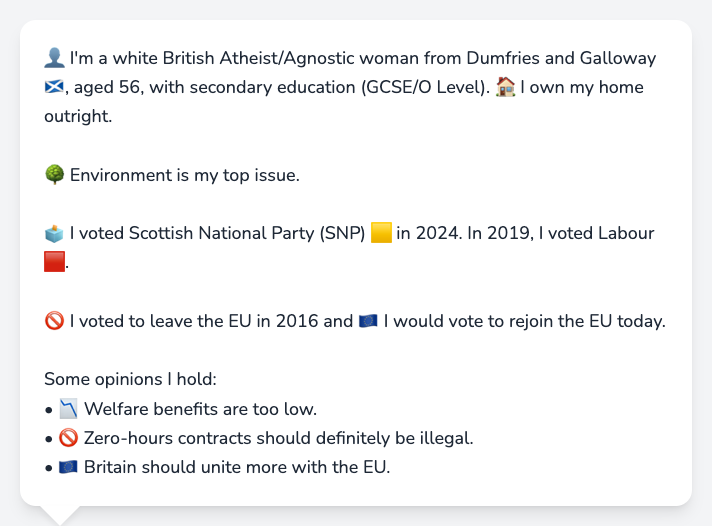 👤 I'm a white British Atheist/Agnostic woman from Dumfries and Galloway
🏴󠁧󠁢󠁳󠁣󠁴󠁿, aged 56, with secondary education (GCSE/O Level). 🏠 I own my home
outright.
🌳 Environment is my top issue.
🗳️ I voted Scottish National Party (SNP) 🟨 in 2024. In 2019, I voted Labour
🟥.
🚫 I voted to leave the EU in 2016 and 🇪🇺 I would vote to rejoin the EU today.
Some opinions I hold:
• 📉 Welfare benefits are too low.
• 🚫 Zero-hours contracts should definitely be illegal.
• 🇪🇺 Britain should unite more with the EU.